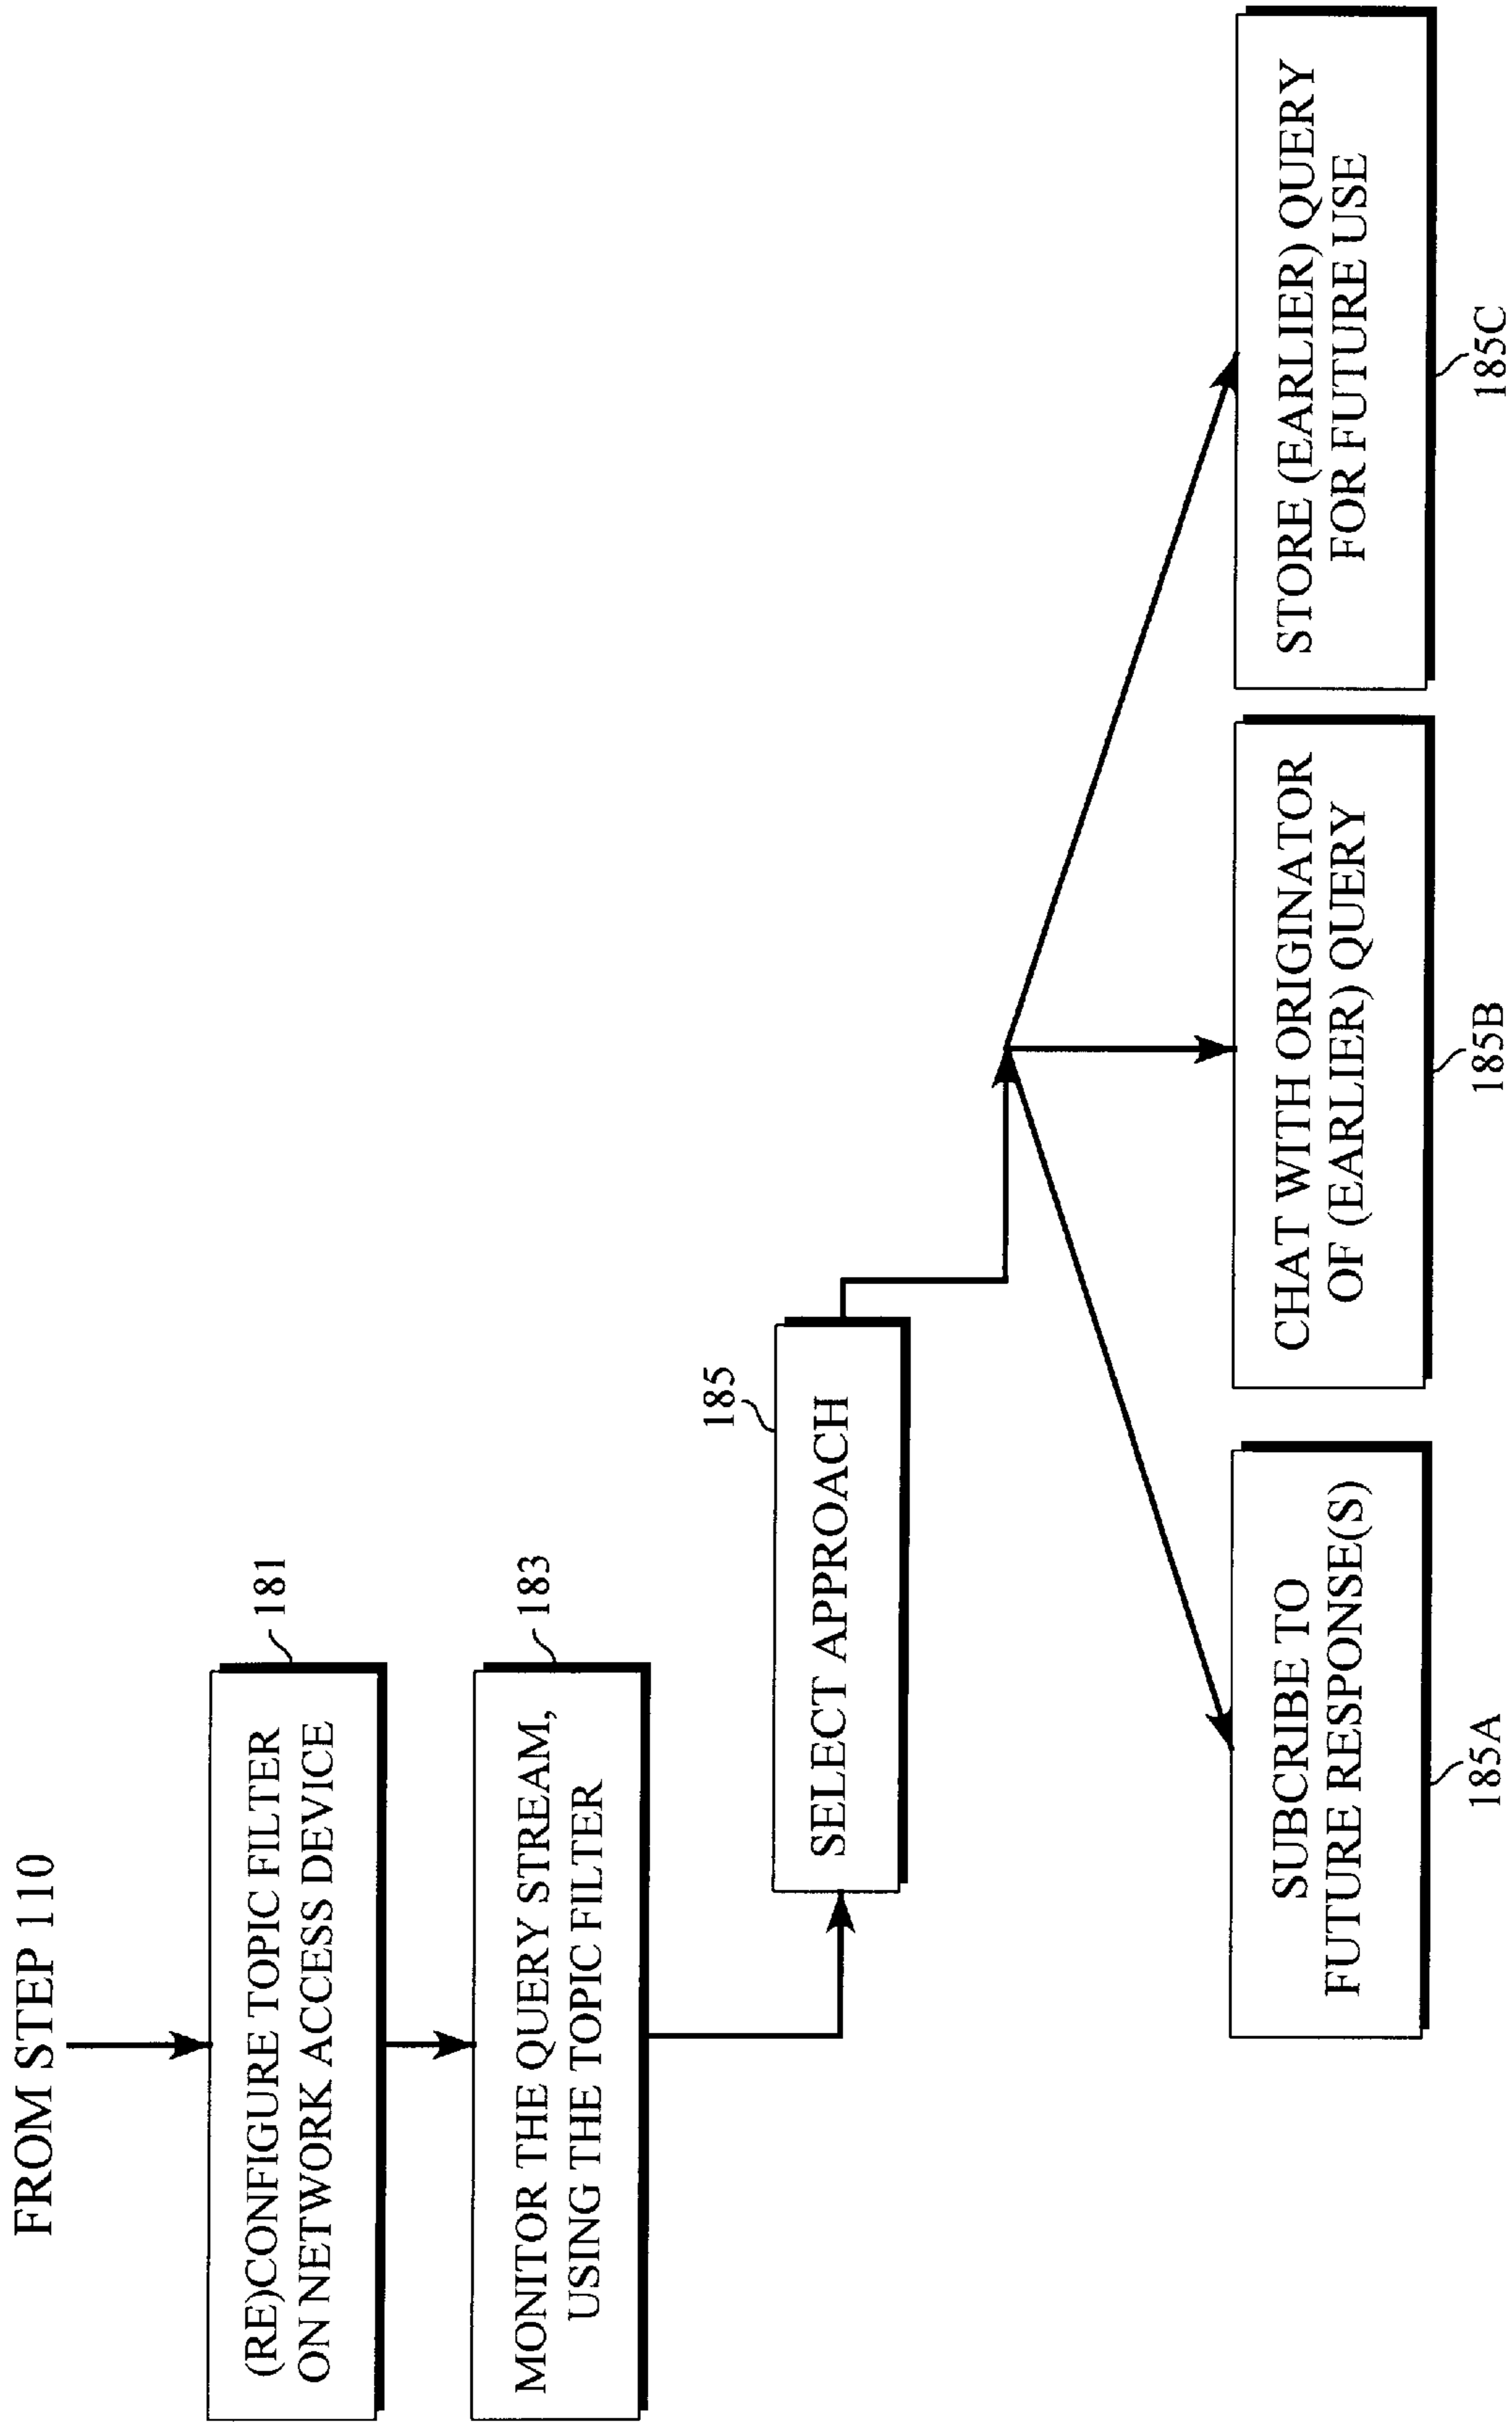 FROM STEP 110
(RE)CONFIGURE TOPIC FILTER
ON NETWORK ACCESS DEVICE
181
MONITOR THE QUERY STREAM,
USING THE TOPIC FILTER
183
SELECT APPROACH
185
SUBCRIBE TO
FUTURE RESPONSE(S)
185A
CHAT WITH ORIGINATOR
OF (EARLIER) QUERY
185B
STORE (EARLIER) QUERY
FOR FUTURE USE
185C